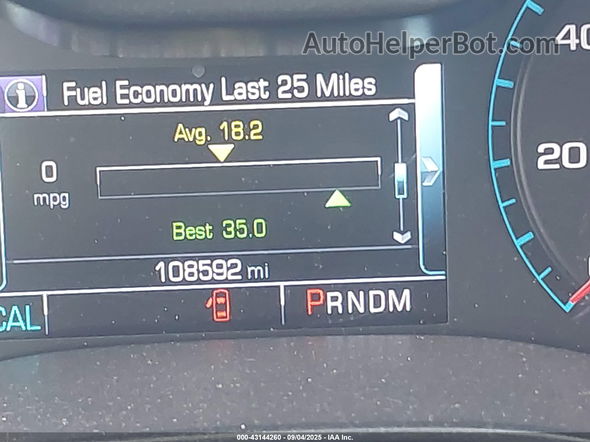 AutoHelperBot.com
40
i Fuel Economy Last 25 Miles
Avg. 18.2
0
mpg
20
Best 35.0
108592 mi
CAL
PRNDM
000-43144260 - 09/04/2025 - IAA Inc.